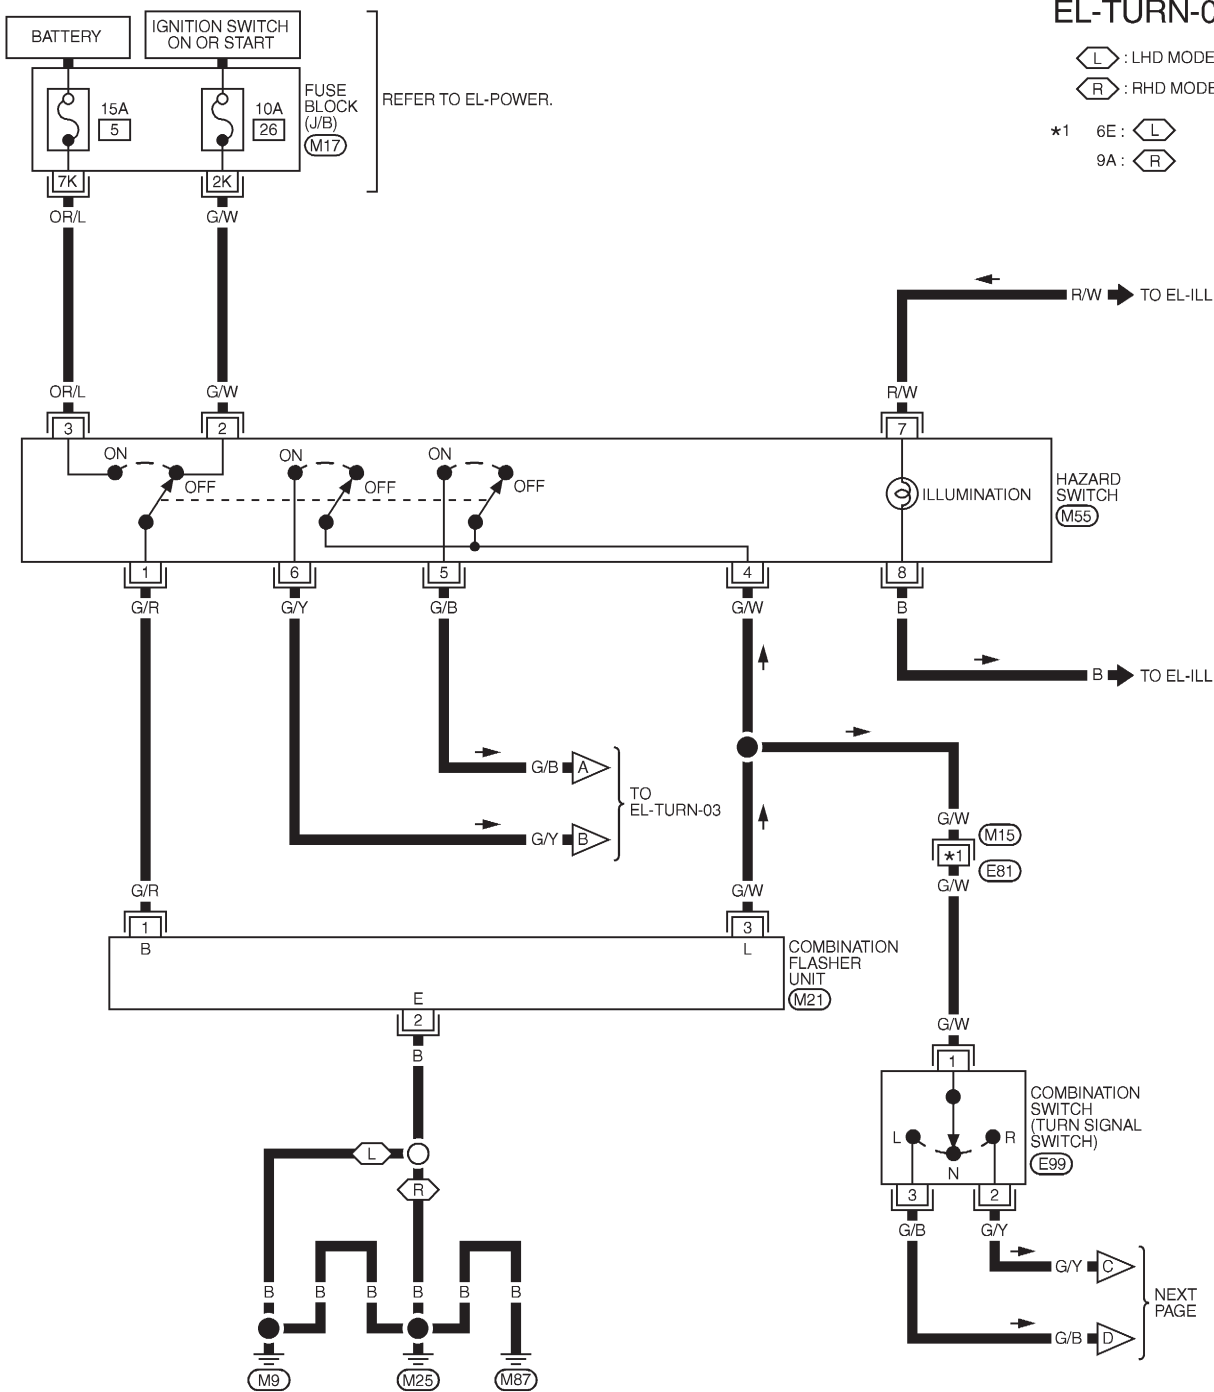 EL-TURN-0
BATTERY
IGNITION SWITCH
ON OR START
L : LHD MODE
R : RHD MODE
*1 6E : L
9A : R
15A
5
10A
26
FUSE
BLOCK
(J/B)
M17
REFER TO EL-POWER.
7K
2K
OR/L
G/W
R/W
TO EL-ILL
OR/L
G/W
R/W
3
2
7
ON
OFF
ON
OFF
ON
OFF
ILLUMINATION
HAZARD
SWITCH
M55
1
6
5
4
8
G/R
G/Y
G/B
G/W
B
B
TO EL-ILL
G/B
A
G/Y
B
TO
EL-TURN-03
G/W
M15
*1
E81
G/W
G/R
G/W
1
3
B
L
COMBINATION
FLASHER
UNIT
M21
E
2
B
G/W
1
COMBINATION
SWITCH
(TURN SIGNAL
SWITCH)
E99
L
R
N
3
2
G/B
G/Y
L
R
G/Y
C
G/B
D
NEXT
PAGE
B
B
B
B
B
B
M9
M25
M87